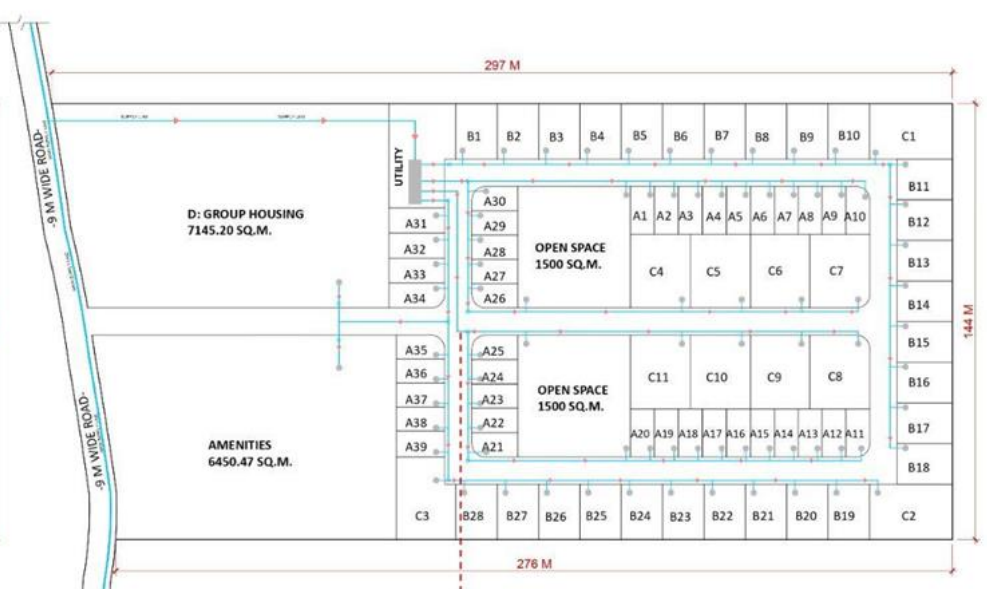 297 M
-9 M WIDE ROAD-
UTILITY
B1 B2 B3 B4 B5 B6 B7 B8 B9 B10 C1
B11
D: GROUP HOUSING
7145.20 SQ.M.
A31
A32
A33
A34
A30
A29
A28
A27
A26
OPEN SPACE
1500 SQ.M.
A1 A2 A3 A4 A5 A6 A7 A8 A9 A10
C4 C5 C6 C7
B12
B13
B14
B15
B16
B17
B18
144 M
A35
A36
A37
A38
A39
A25
A24
A23
A22
A21
OPEN SPACE
1500 SQ.M.
C11 C10 C9 C8
A20 A19 A18 A17 A16 A15 A14 A13 A12 A11
-9 M WIDE ROAD-
AMENITIES
6450.47 SQ.M.
C3 B28 B27 B26 B25 B24 B23 B22 B21 B20 B19 C2
276 M